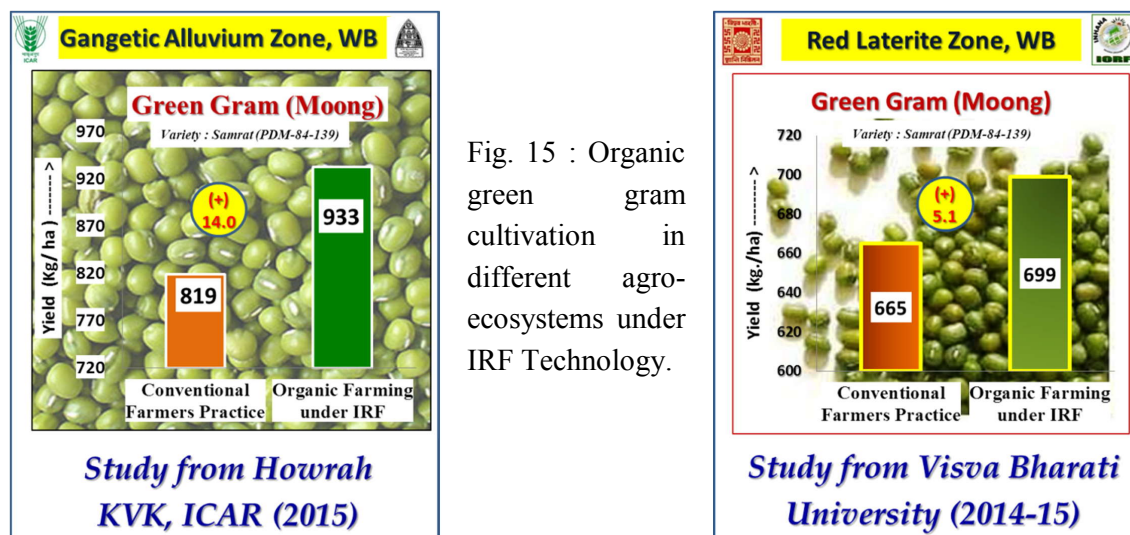 Gangetic Alluvium Zone, WB
ICAR
Green Gram (Moong)
Variety : Samrat (PDM-84-139)
Yield (Kg/ ha) -------- >
970
920
870
820
770
720
(+)
14.0
819
933
Conventional
Farmers Practice
Organic Farming
under IRF
Study from Howrah
KVK, ICAR (2015)
Fig. 15 : Organic
green gram
cultivation in
different agro-
ecosystems under
IRF Technology.
Red Laterite Zone, WB
INHANA
IORF
Green Gram (Moong)
Variety : Samrat (PDM-84-139)
Yield (kg./ha) ------------>
720
700
680
660
640
620
600
(+)
5.1
665
699
Conventional
Farmers Practice
Organic Farming
under IRF
Study from Visva Bharati
University (2014-15)